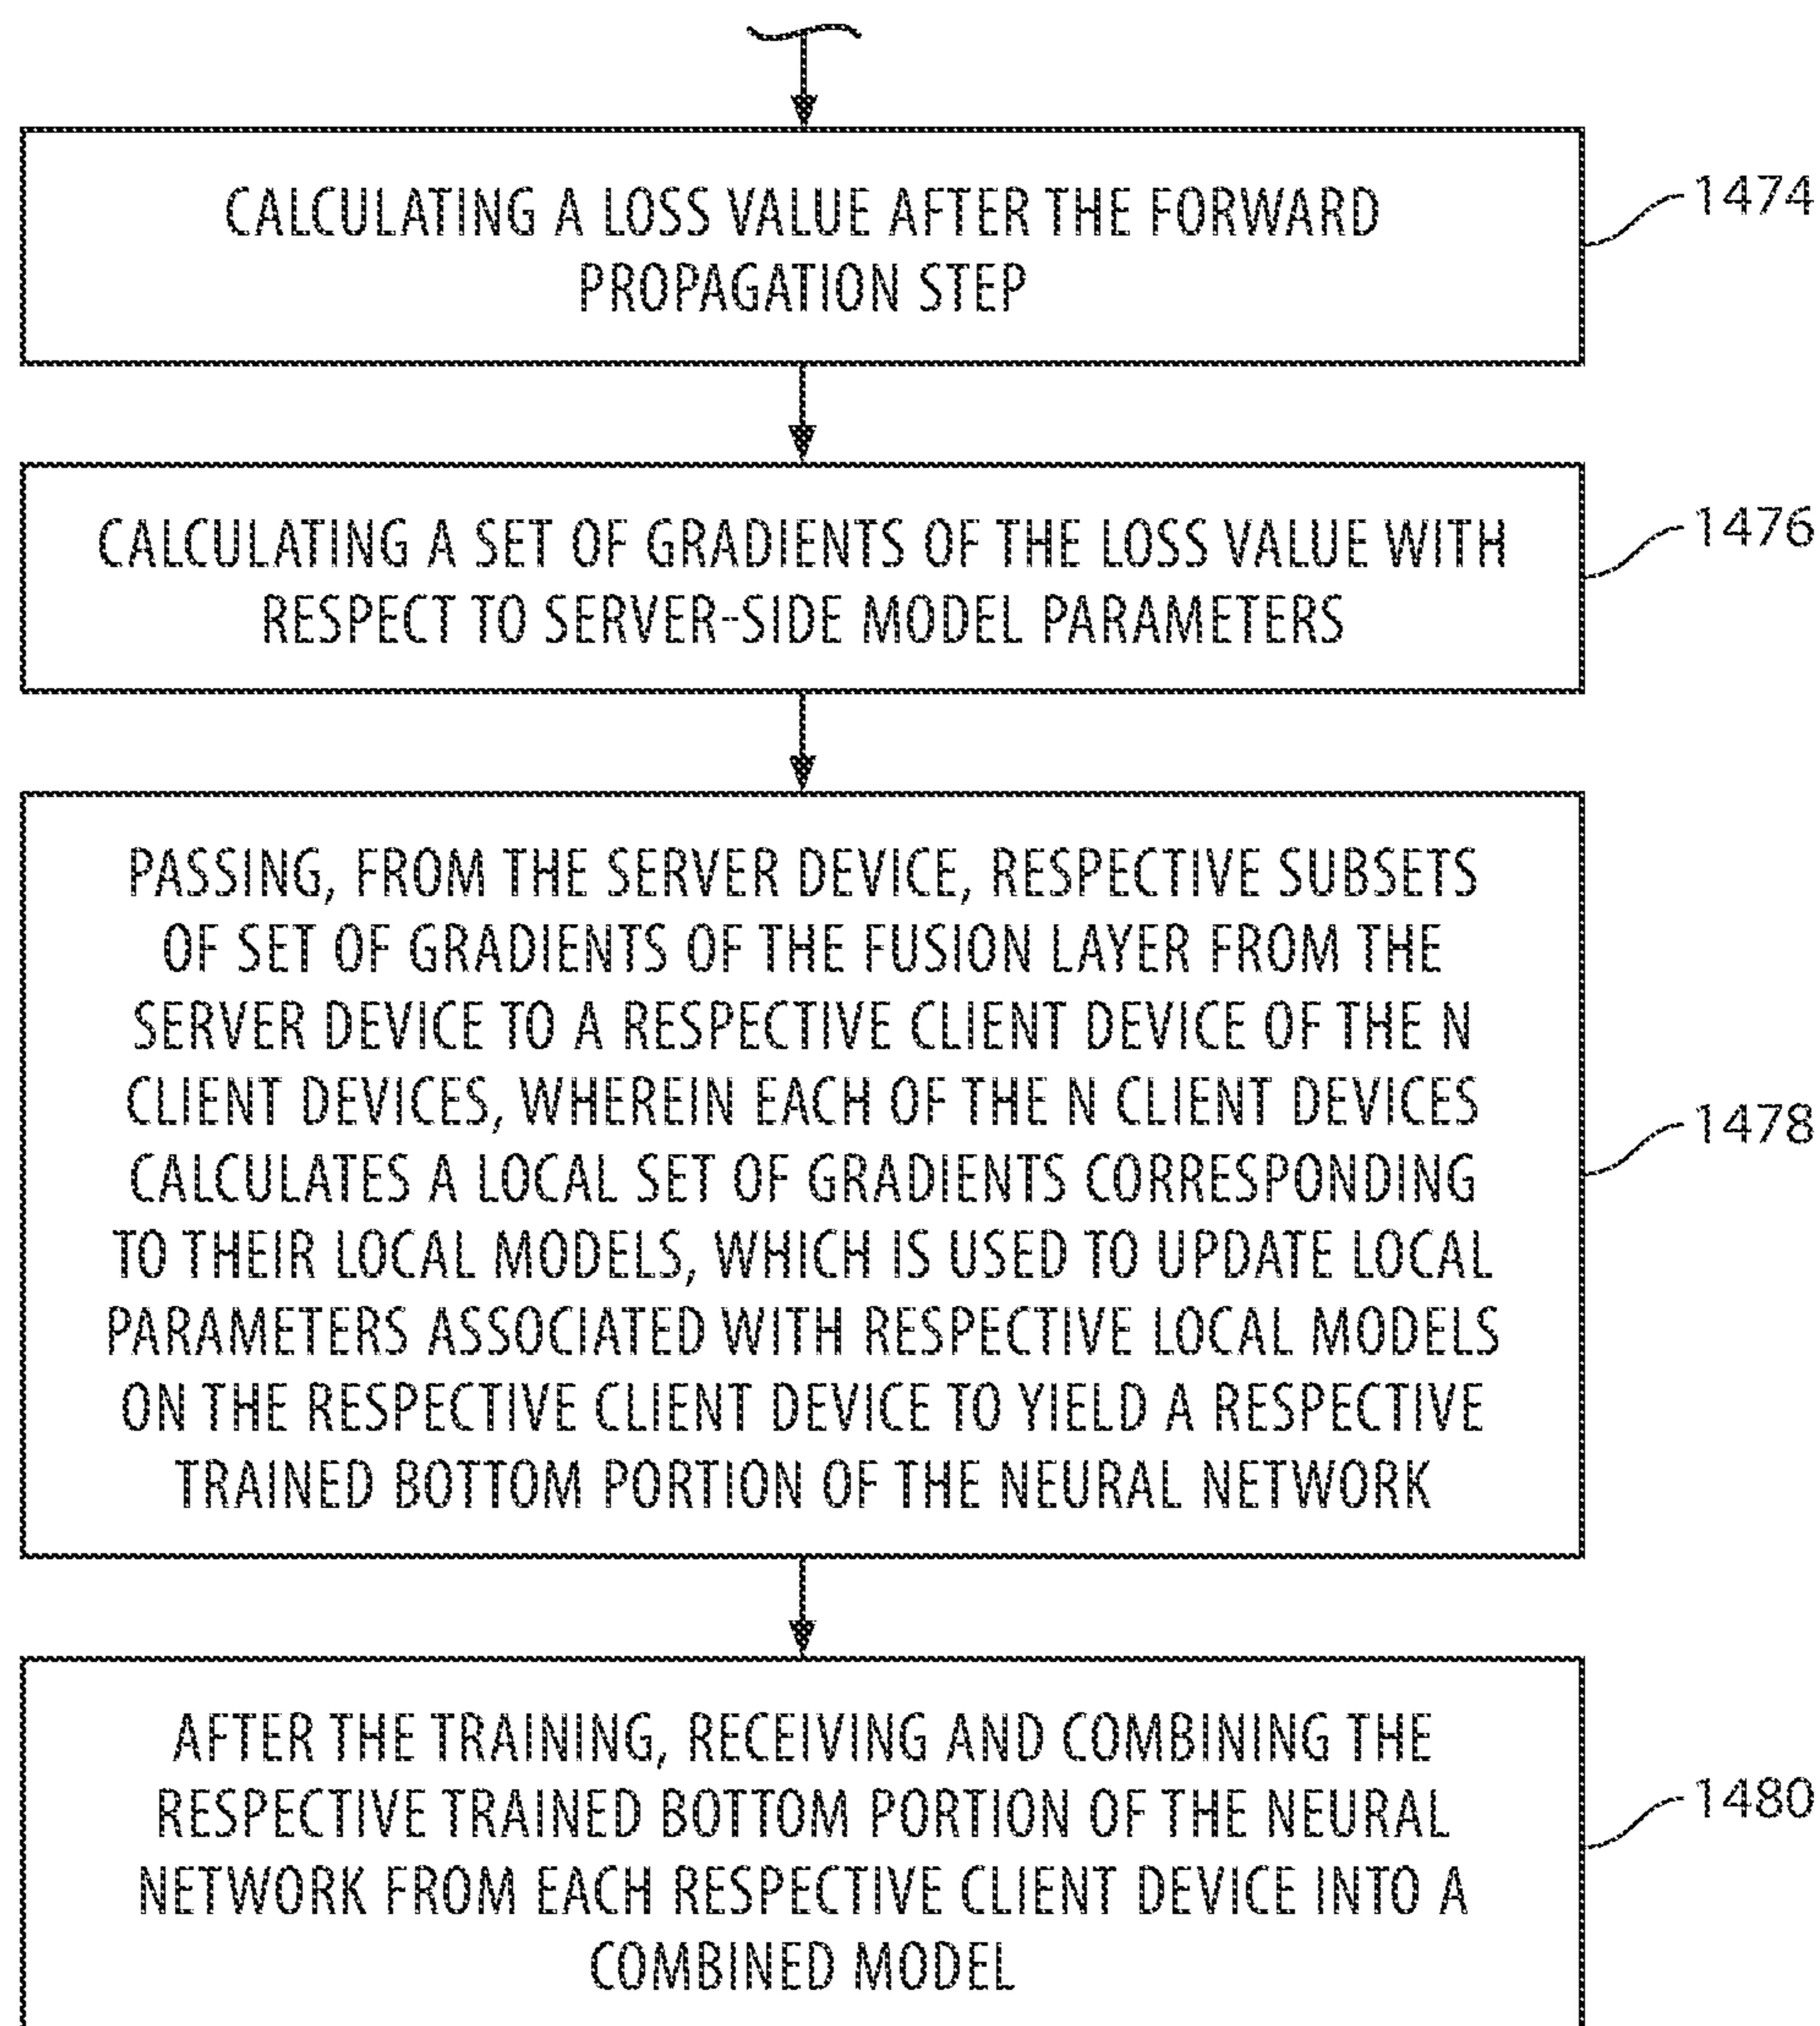 CALCULATING A LOSS VALUE AFTER THE FORWARD
PROPAGATION STEP
1474
CALCULATING A SET OF GRADIENTS OF THE LOSS VALUE WITH
RESPECT TO SERVER-SIDE MODEL PARAMETERS
1476
PASSING, FROM THE SERVER DEVICE, RESPECTIVE SUBSETS
OF SET OF GRADIENTS OF THE FUSION LAYER FROM THE
SERVER DEVICE TO A RESPECTIVE CLIENT DEVICE OF THE N
CLIENT DEVICES, WHEREIN EACH OF THE N CLIENT DEVICES
CALCULATES A LOCAL SET OF GRADIENTS CORRESPONDING
TO THEIR LOCAL MODELS, WHICH IS USED TO UPDATE LOCAL
PARAMETERS ASSOCIATED WITH RESPECTIVE LOCAL MODELS
ON THE RESPECTIVE CLIENT DEVICE TO YIELD A RESPECTIVE
TRAINED BOTTOM PORTION OF THE NEURAL NETWORK
1478
AFTER THE TRAINING, RECEIVING AND COMBINING THE
RESPECTIVE TRAINED BOTTOM PORTION OF THE NEURAL
NETWORK FROM EACH RESPECTIVE CLIENT DEVICE INTO A
COMBINED MODEL
1480